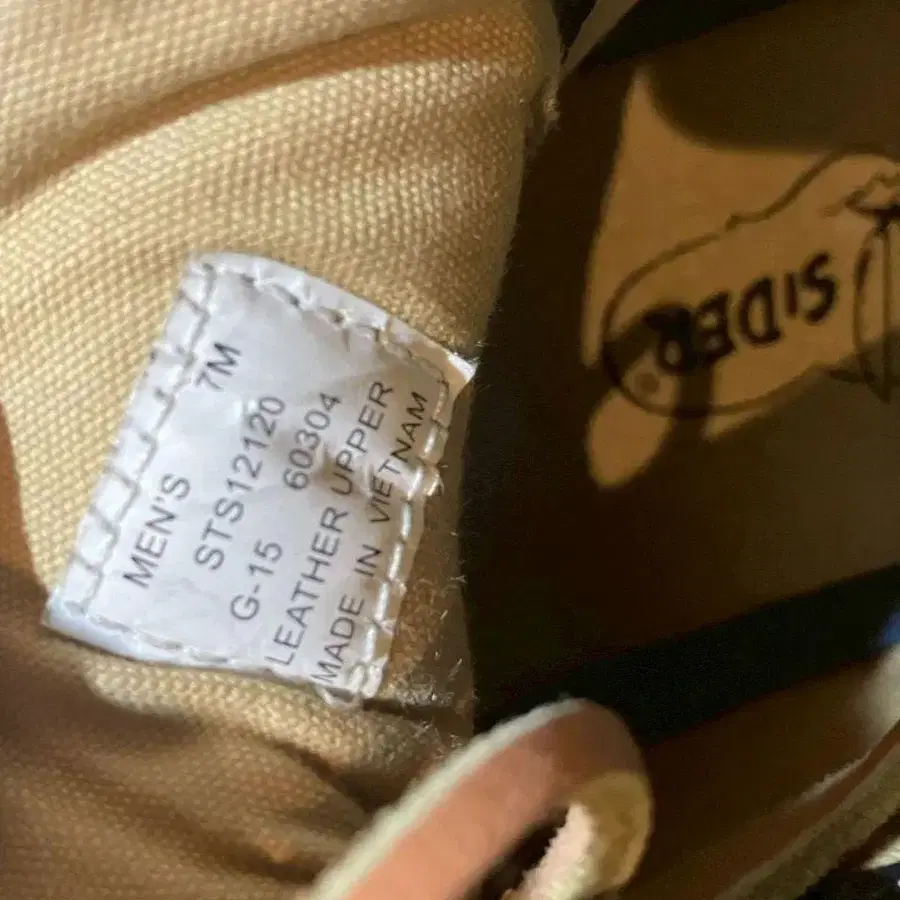 MEN'S 7M
STS12120
G-15 60304
LEATHER UPPER
MADE IN VIETNAM
SIDER
®